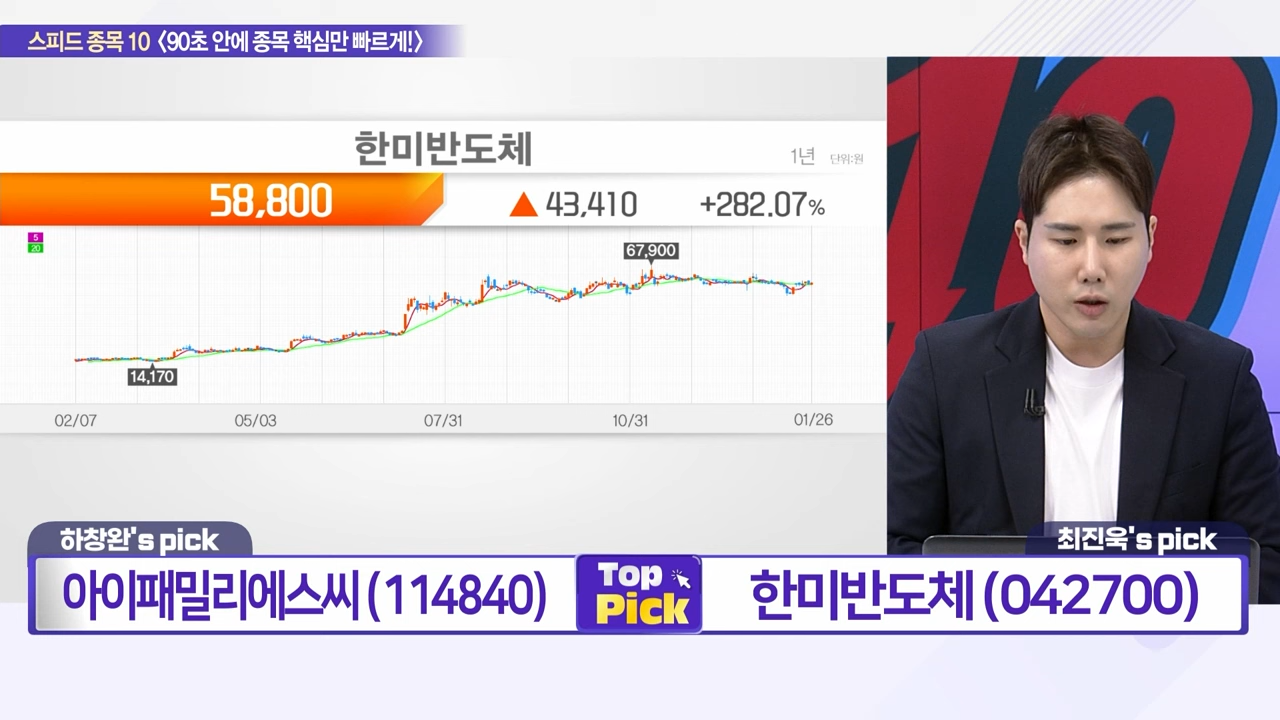 스피드 종목 10 〈90초 안에 종목 핵심만 빠르게!〉
한미반도체
1년 단위:원
58,800 ▲ 43,410 +282.07%
5
20
67,900
14,170
02/07 05/03 07/31 10/31 01/26
10
하창완's pick
최진욱's pick
아이패밀리에스씨 (114840)
Top Pick
한미반도체 (042700)